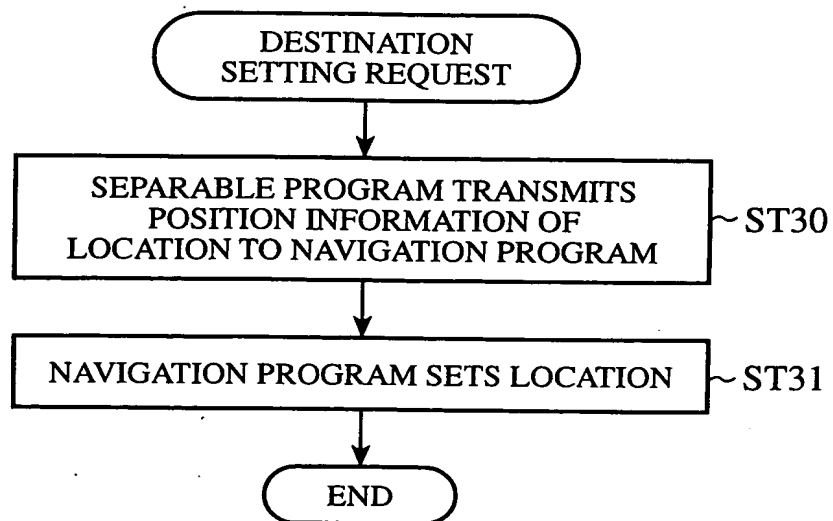 DESTINATION
SETTING REQUEST
SEPARABLE PROGRAM TRANSMITS
POSITION INFORMATION OF
LOCATION TO NAVIGATION PROGRAM
~ ST30
NAVIGATION PROGRAM SETS LOCATION
~ ST31
END